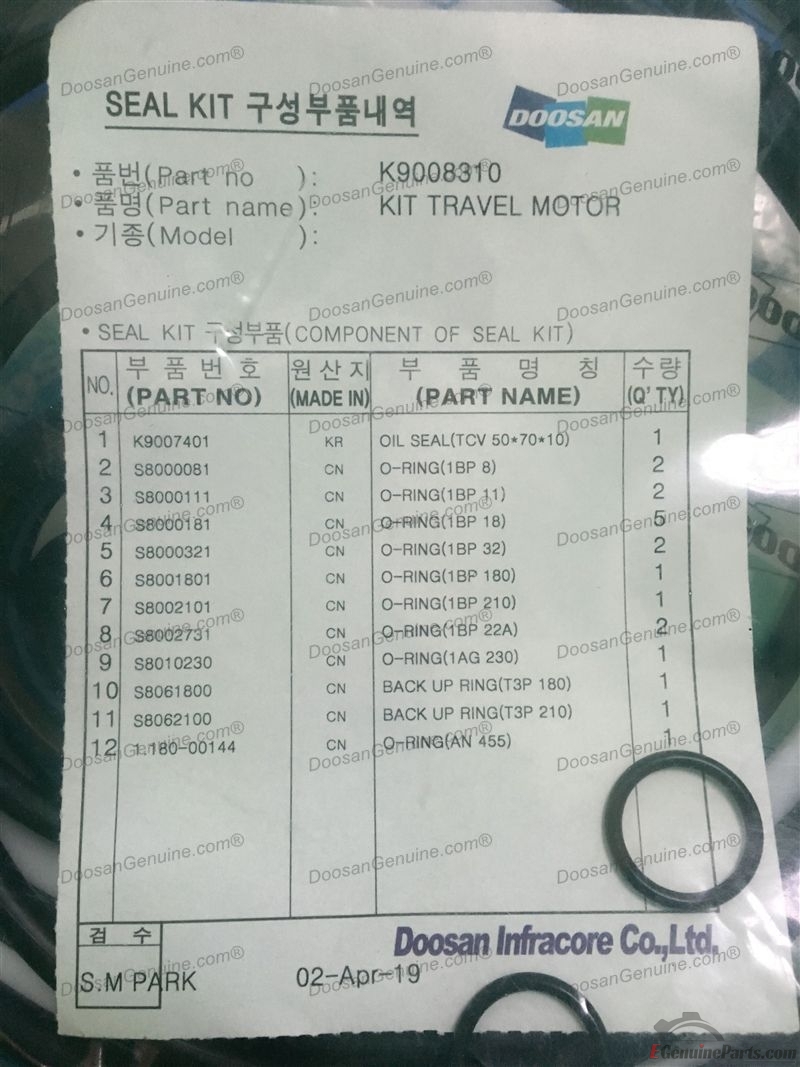 SEAL KIT 구성부품내역
DOOSAN
• 품번(Part no ): K9008310
• 품명(Part name): KIT TRAVEL MOTOR
• 기종(Model ):
• SEAL KIT 구성부품(COMPONENT OF SEAL KIT)
NO. 부품번호 (PART NO) 원산지 (MADE IN) 부품명칭 (PART NAME) 수량 (Q'TY)
1 K9007401 KR OIL SEAL(TCV 50*70*10) 1
2 S8000081 CN O-RING(1BP 8) 2
3 S8000111 CN O-RING(1BP 11) 2
4 S8000181 CN O-RING(1BP 18) 5
5 S8000321 CN O-RING(1BP 32) 2
6 S8001801 CN O-RING(1BP 180) 1
7 S8002101 CN O-RING(1BP 210) 1
8 S8002731 CN O-RING(1BP 22A) 2
9 S8010230 CN O-RING(1AG 230) 1
10 S8061800 CN BACK UP RING(T3P 180) 1
11 S8062100 CN BACK UP RING(T3P 210) 1
12 1.180-00144 CN O-RING(AN 455) 1
검 수
Doosan Infracore Co.,Ltd.
S.M PARK 02-Apr-19
DoosanGenuine.com®
FGenuineParts.com